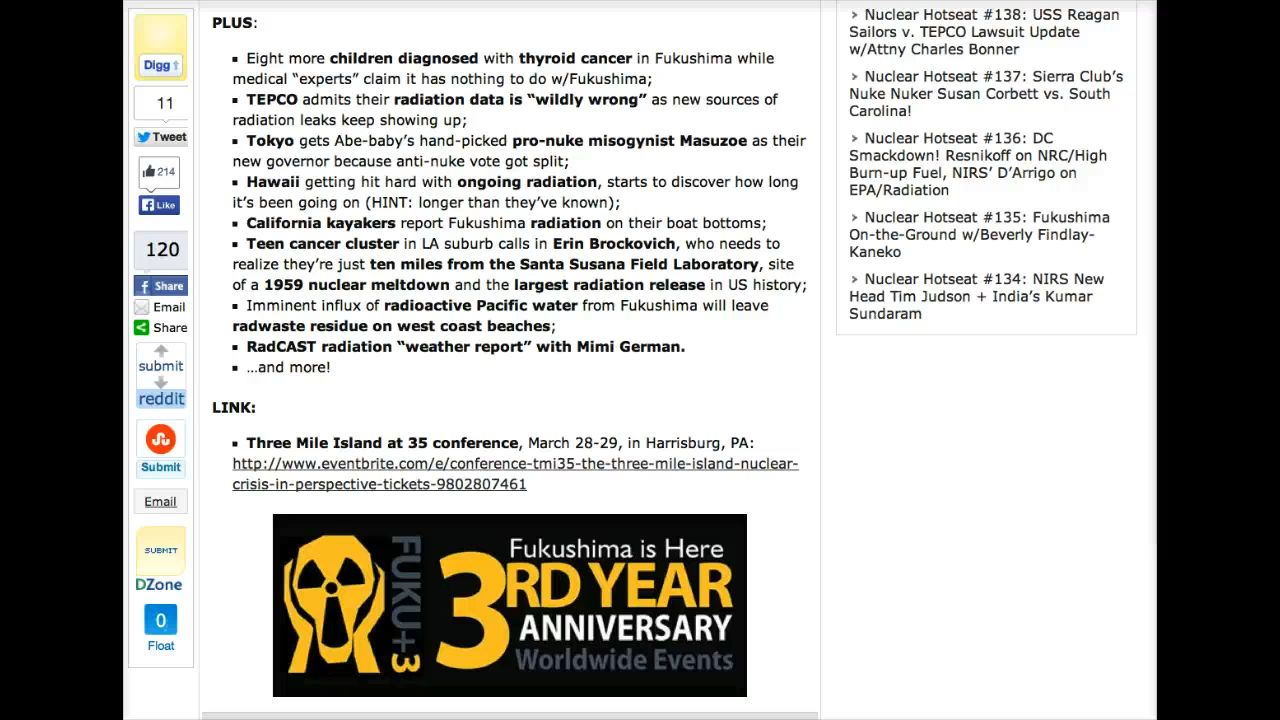 Digg
11
Tweet
214
Like
120
Share
Email
Share
submit
reddit
Submit
Email
SUBMIT
DZone
0
Float
PLUS:
▪ Eight more children diagnosed with thyroid cancer in Fukushima while
medical “experts” claim it has nothing to do w/Fukushima;
▪ TEPCO admits their radiation data is “wildly wrong” as new sources of
radiation leaks keep showing up;
▪ Tokyo gets Abe-baby’s hand-picked pro-nuke misogynist Masuzoe as their
new governor because anti-nuke vote got split;
▪ Hawaii getting hit hard with ongoing radiation, starts to discover how long
it’s been going on (HINT: longer than they’ve known);
▪ California kayakers report Fukushima radiation on their boat bottoms;
▪ Teen cancer cluster in LA suburb calls in Erin Brockovich, who needs to
realize they’re just ten miles from the Santa Susana Field Laboratory, site
of a 1959 nuclear meltdown and the largest radiation release in US history;
▪ Imminent influx of radioactive Pacific water from Fukushima will leave
radwaste residue on west coast beaches;
▪ RadCAST radiation “weather report” with Mimi German.
▪ …and more!
LINK:
▪ Three Mile Island at 35 conference, March 28-29, in Harrisburg, PA:
http://www.eventbrite.com/e/conference-tmi35-the-three-mile-island-nuclear-
crisis-in-perspective-tickets-9802807461
FUKU+3
Fukushima is Here
3RD YEAR
ANNIVERSARY
Worldwide Events
Nuclear Hotseat #138: USS Reagan
Sailors v. TEPCO Lawsuit Update
w/Attny Charles Bonner
Nuclear Hotseat #137: Sierra Club’s
Nuke Nuker Susan Corbett vs. South
Carolina!
Nuclear Hotseat #136: DC
Smackdown! Resnikoff on NRC/High
Burn-up Fuel, NIRS’ D’Arrigo on
EPA/Radiation
Nuclear Hotseat #135: Fukushima
On-the-Ground w/Beverly Findlay-
Kaneko
Nuclear Hotseat #134: NIRS New
Head Tim Judson + India’s Kumar
Sundaram